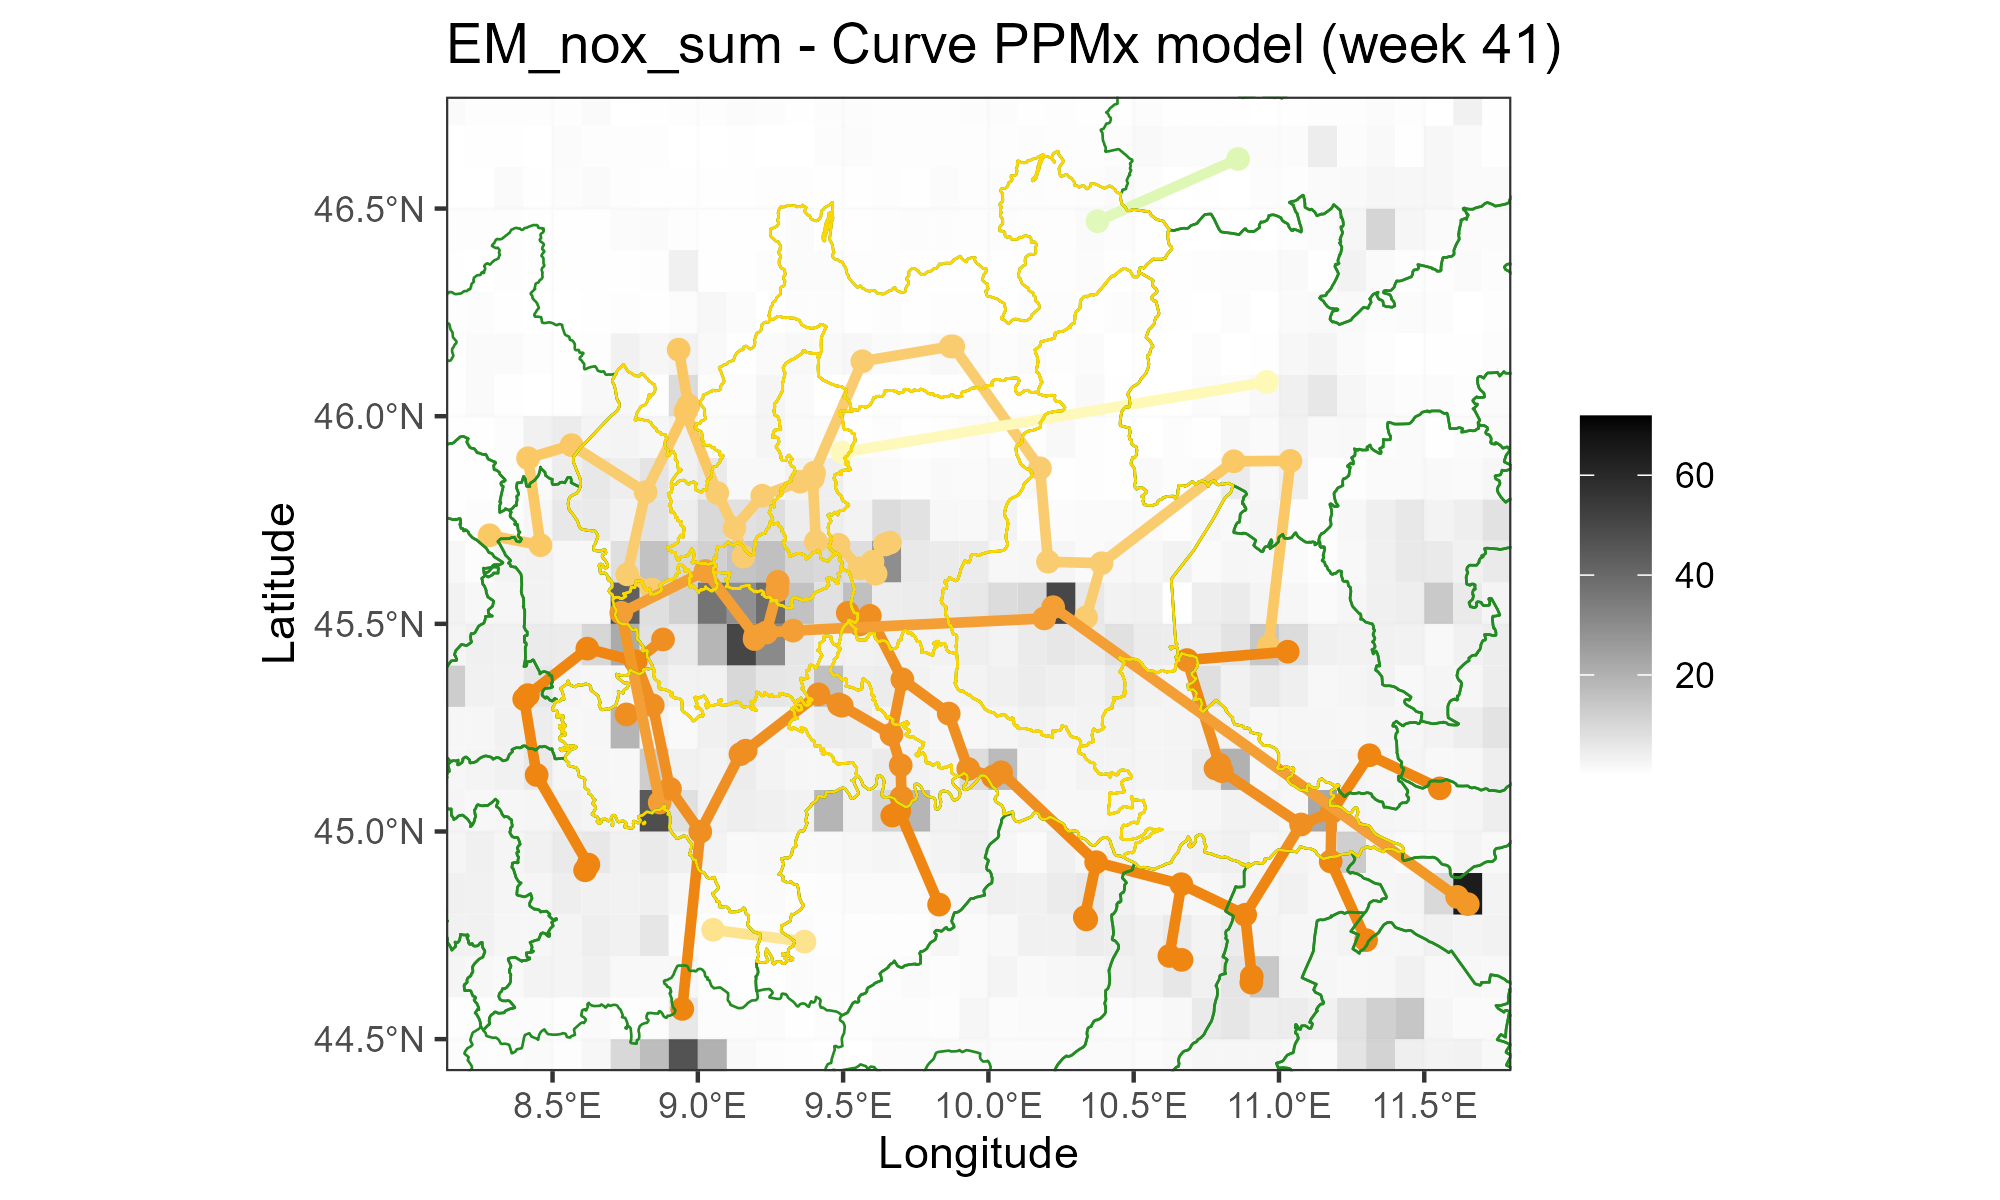 EM_nox_sum - Curve PPMx model (week 41)
46.5°N
46.0°N
45.5°N
45.0°N
44.5°N
Latitude
60
40
20
8.5°E 9.0°E 9.5°E 10.0°E 10.5°E 11.0°E 11.5°E
Longitude